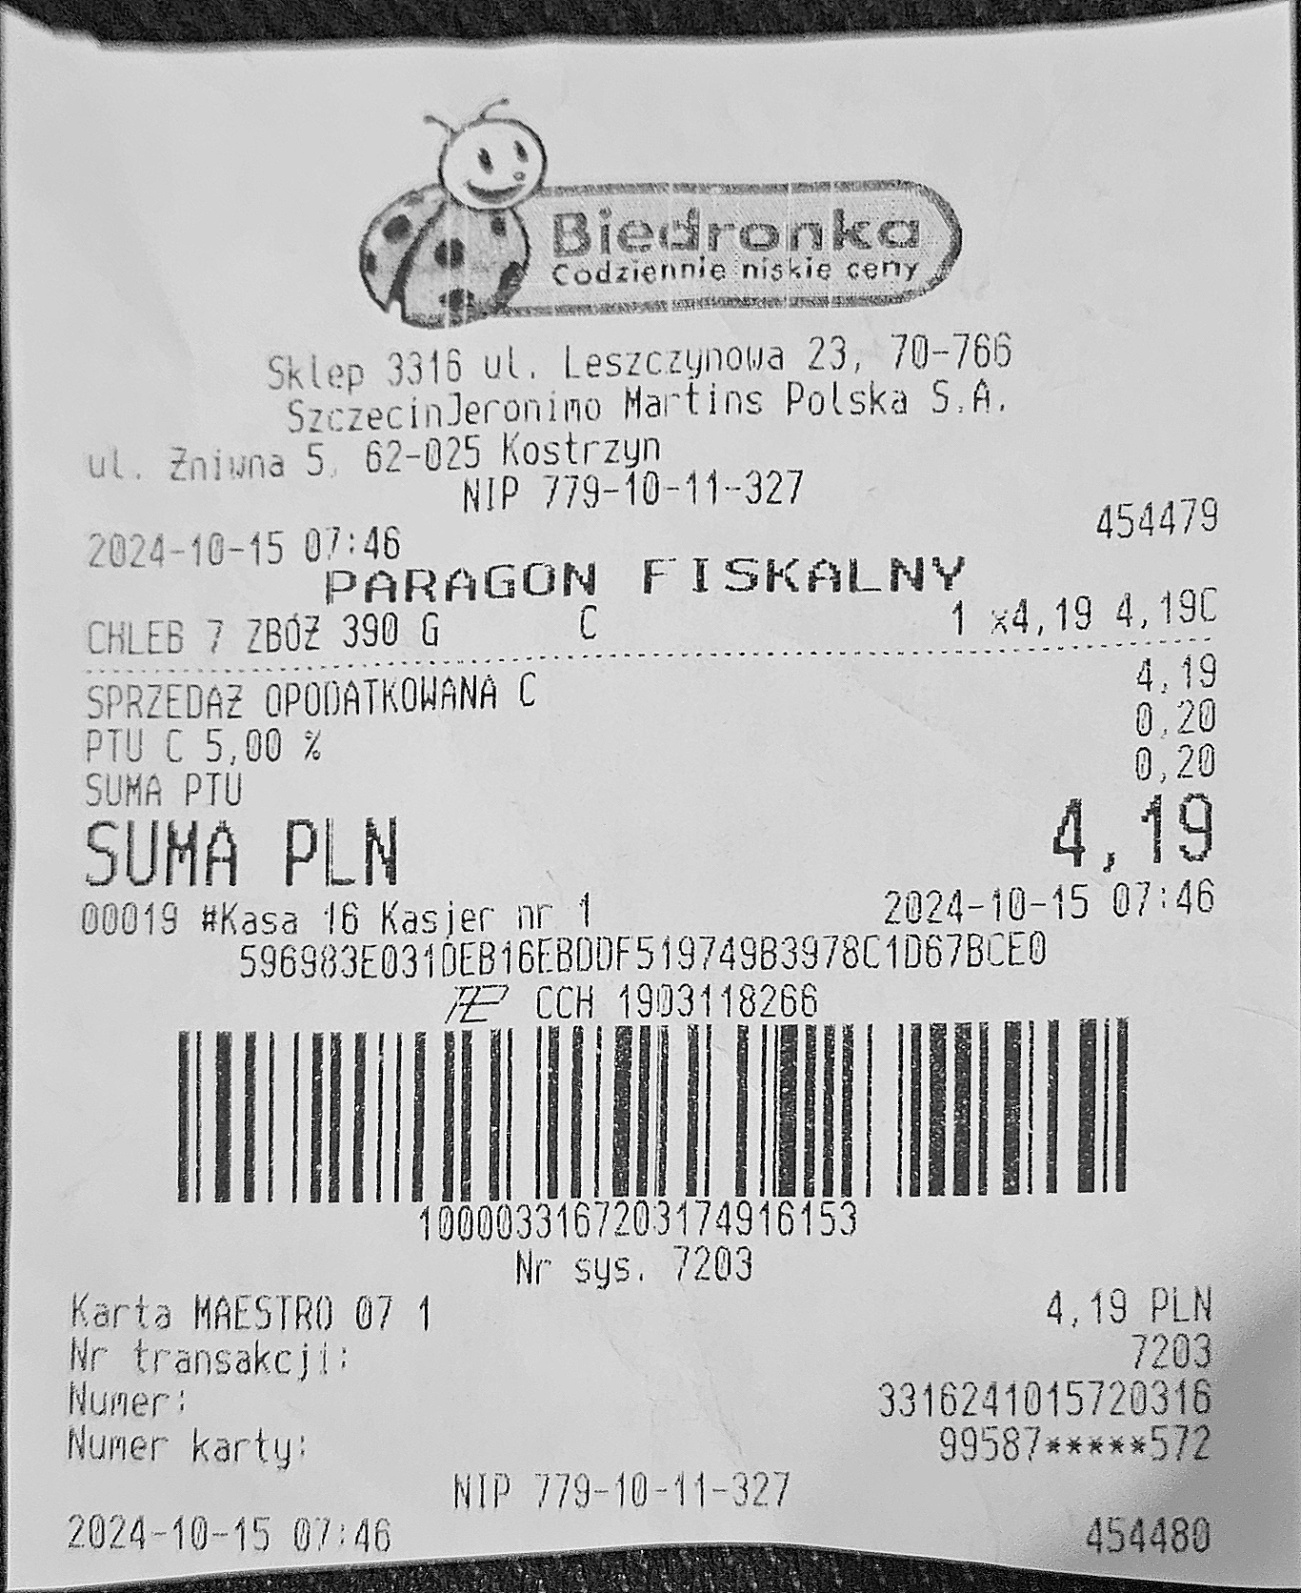 Biedronka
Codziennie niskie ceny
Sklep 3316 ul. Leszczynowa 23, 70-766
SzczecinJeronimo Martins Polska S.A.
ul. Żniwna 5, 62-025 Kostrzyn
NIP 779-10-11-327
2024-10-15 07:46 454479
PARAGON FISKALNY
CHLEB 7 ZBÓŻ 390 G C 1 x4,19 4,19C
SPRZEDAŻ OPODATKOWANA C 4,19
PTU C 5,00 % 0,20
SUMA PTU 0,20
SUMA PLN 4,19
00019 #Kasa 16 Kasjer nr 1 2024-10-15 07:46
596983E0310EB16EBDDF519749B3978C1D67BCE0
CCH 1903118266
1000033167203174916153
Nr sys. 7203
Karta MAESTRO 07 1 4,19 PLN
Nr transakcji: 7203
Numer: 3316241015720316
Numer karty: 99587*****572
NIP 779-10-11-327
2024-10-15 07:46 454480